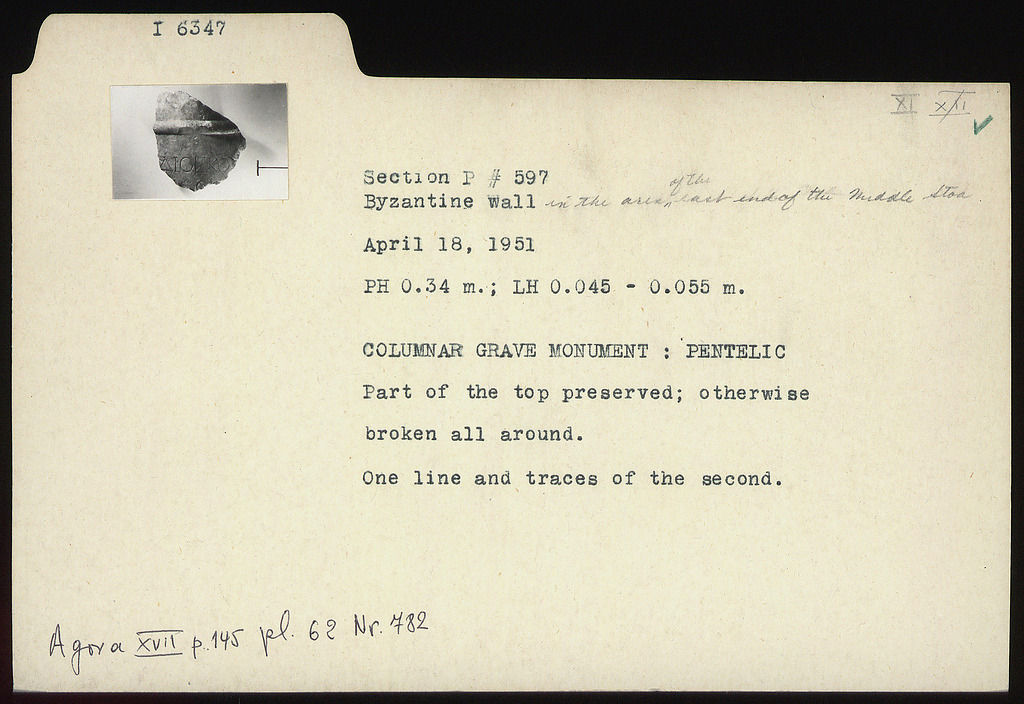 I 6347
XI XII
Section P # 597
Byzantine Wall in the area of the east end of the Middle Stoa
April 18, 1951
PH 0.34 m.; LH 0.045 - 0.055 m.
COLUMNAR GRAVE MONUMENT : PENTELIC
Part of the top preserved; otherwise
broken all around.
One line and traces of the second.
Agora XVII p. 145 pl. 62 Nr. 782